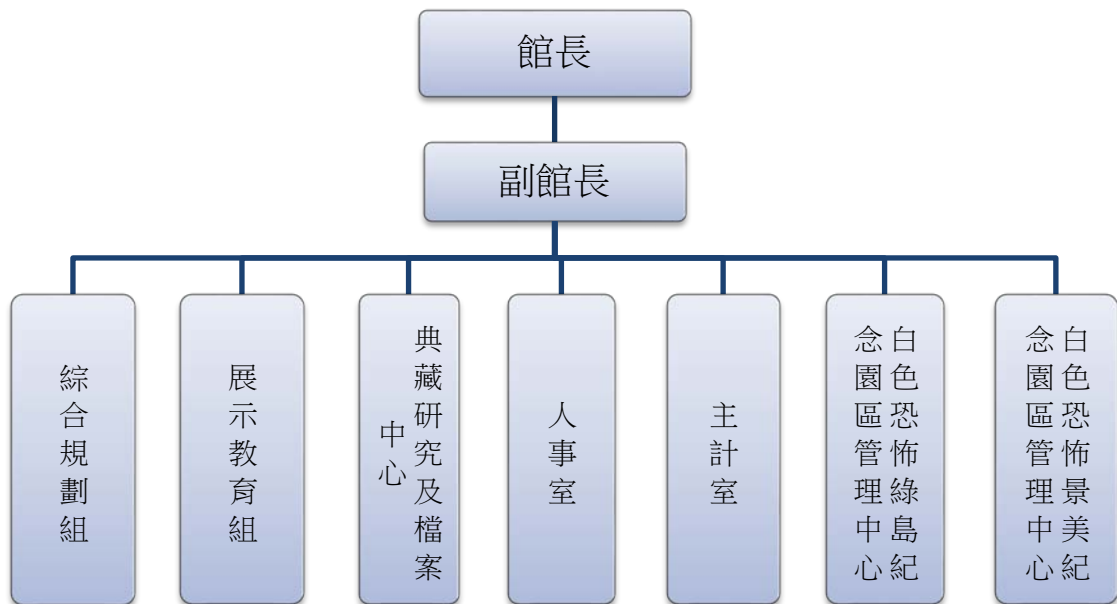 館長
副館長
綜合規劃組
展示教育組
典藏研究及檔案
中心
人事室
主計室
白色恐怖綠島紀
念園區管理中心
白色恐怖景美紀
念園區管理中心